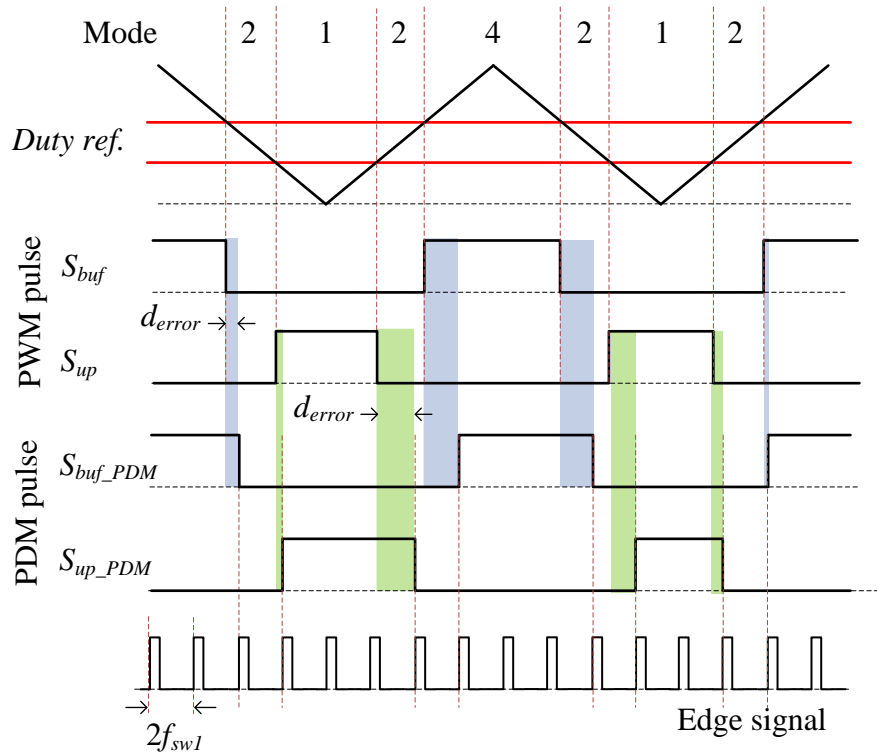 Mode 2 1 2 4 2 1 2
Duty ref.
PWM pulse
S_buf
d_error
S_up
d_error
PDM pulse
S_buf_PDM
S_up_PDM
Edge signal
2f_sw1